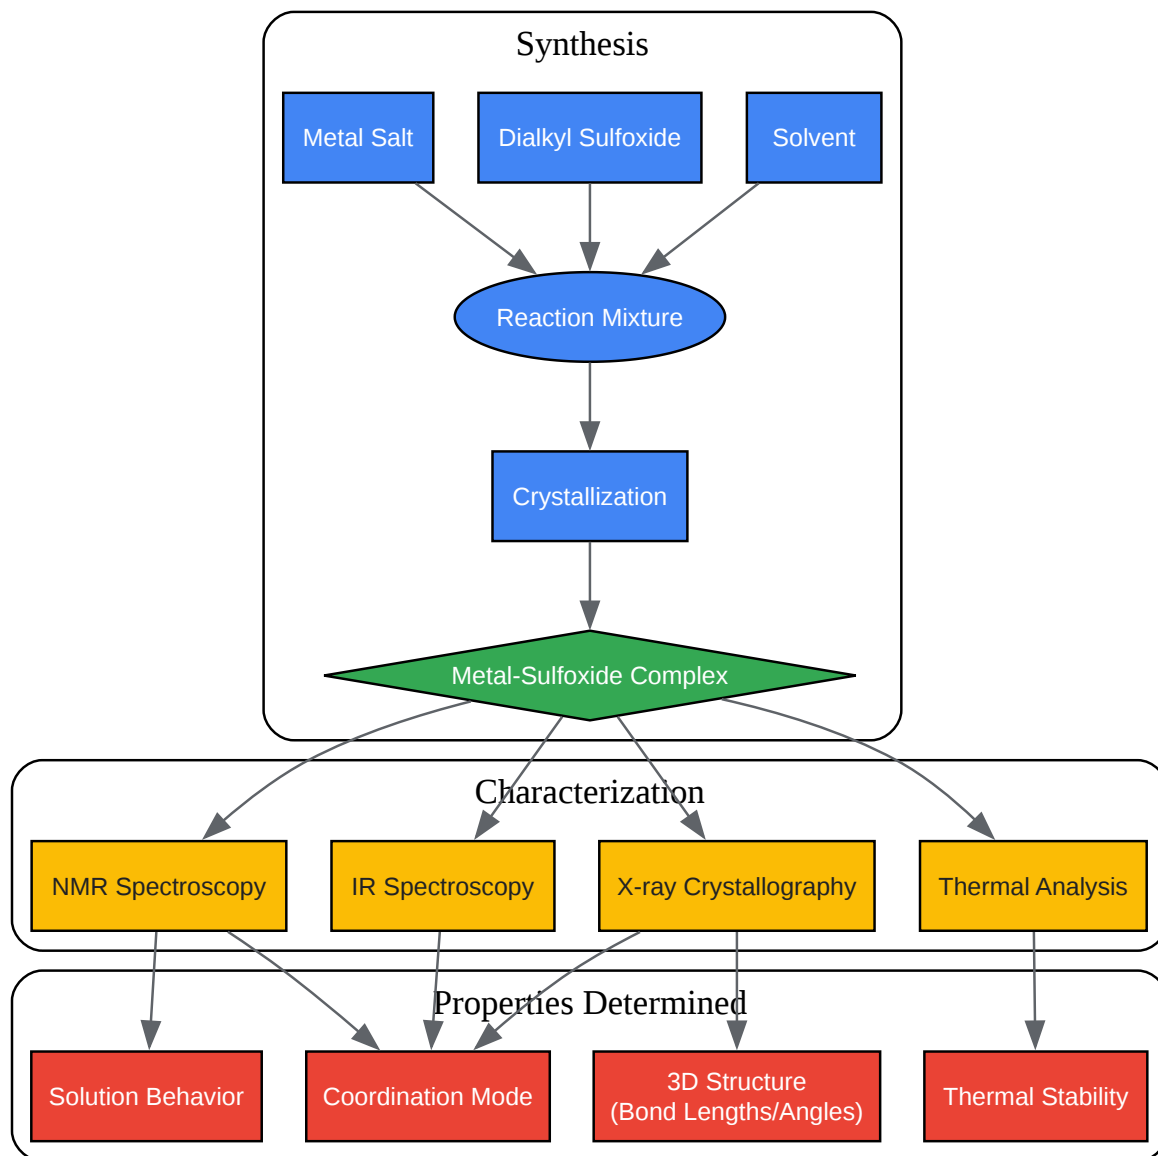 Synthesis
Metal Salt
Dialkyl Sulfoxide
Solvent
Reaction Mixture
Crystallization
Metal-Sulfoxide Complex
Characterization
NMR Spectroscopy
IR Spectroscopy
X-ray Crystallography
Thermal Analysis
Properties Determined
Solution Behavior
Coordination Mode
3D Structure
(Bond Lengths/Angles)
Thermal Stability